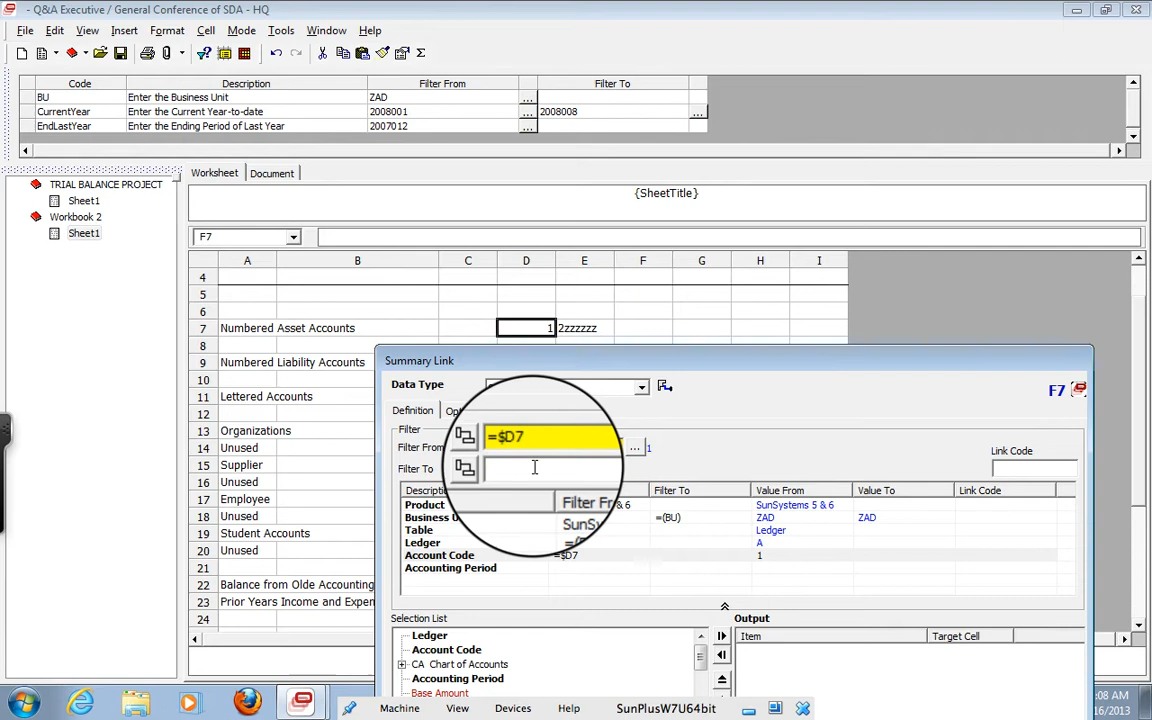 - Q&A Executive / General Conference of SDA - HQ
File Edit View Insert Format Cell Mode Tools Window Help
Code Description Filter From Filter To
BU Enter the Business Unit ZAD ...
CurrentYear Enter the Current Year-to-date 2008001 ... 2008008 ...
EndLastYear Enter the Ending Period of Last Year 2007012 ...
Worksheet Document
TRIAL BALANCE PROJECT
Sheet1
Workbook 2
Sheet1
{SheetTitle}
F7
A B C D E F G H I
4
5
6
7 Numbered Asset Accounts 1 2zzzzzz
8
9 Numbered Liability Accounts
10
11 Lettered Accounts
12
13 Organizations
14 Unused
15 Supplier
16 Unused
17 Employee
18 Unused
19 Student Accounts
20 Unused
21
22 Balance from Olde Accounting
23 Prior Years Income and Expen
24
Summary Link
Data Type
F7
Definition
Filter
Filter From =$D7 ... 1
Filter To
Link Code
Filter To Value From Value To Link Code
Product SunSystems 5 & 6
Business U =(BU) ZAD ZAD
Table Ledger
Ledger A
Account Code =$D7 1
Accounting Period
Selection List
Ledger
Account Code
CA Chart of Accounts
Accounting Period
Base Amount
Output
Item Target Cell
Machine View Devices Help SunPlusW7U64bit
:08 AM
16/2013